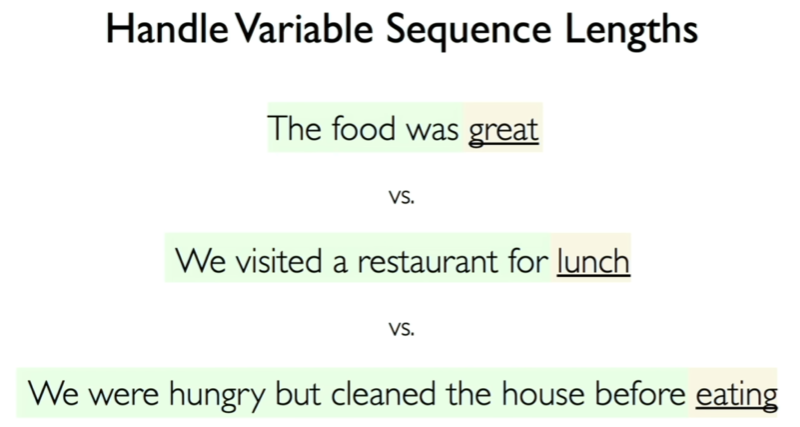 Handle Variable Sequence Lengths
The food was great
vs.
We visited a restaurant for lunch
vs.
We were hungry but cleaned the house before eating